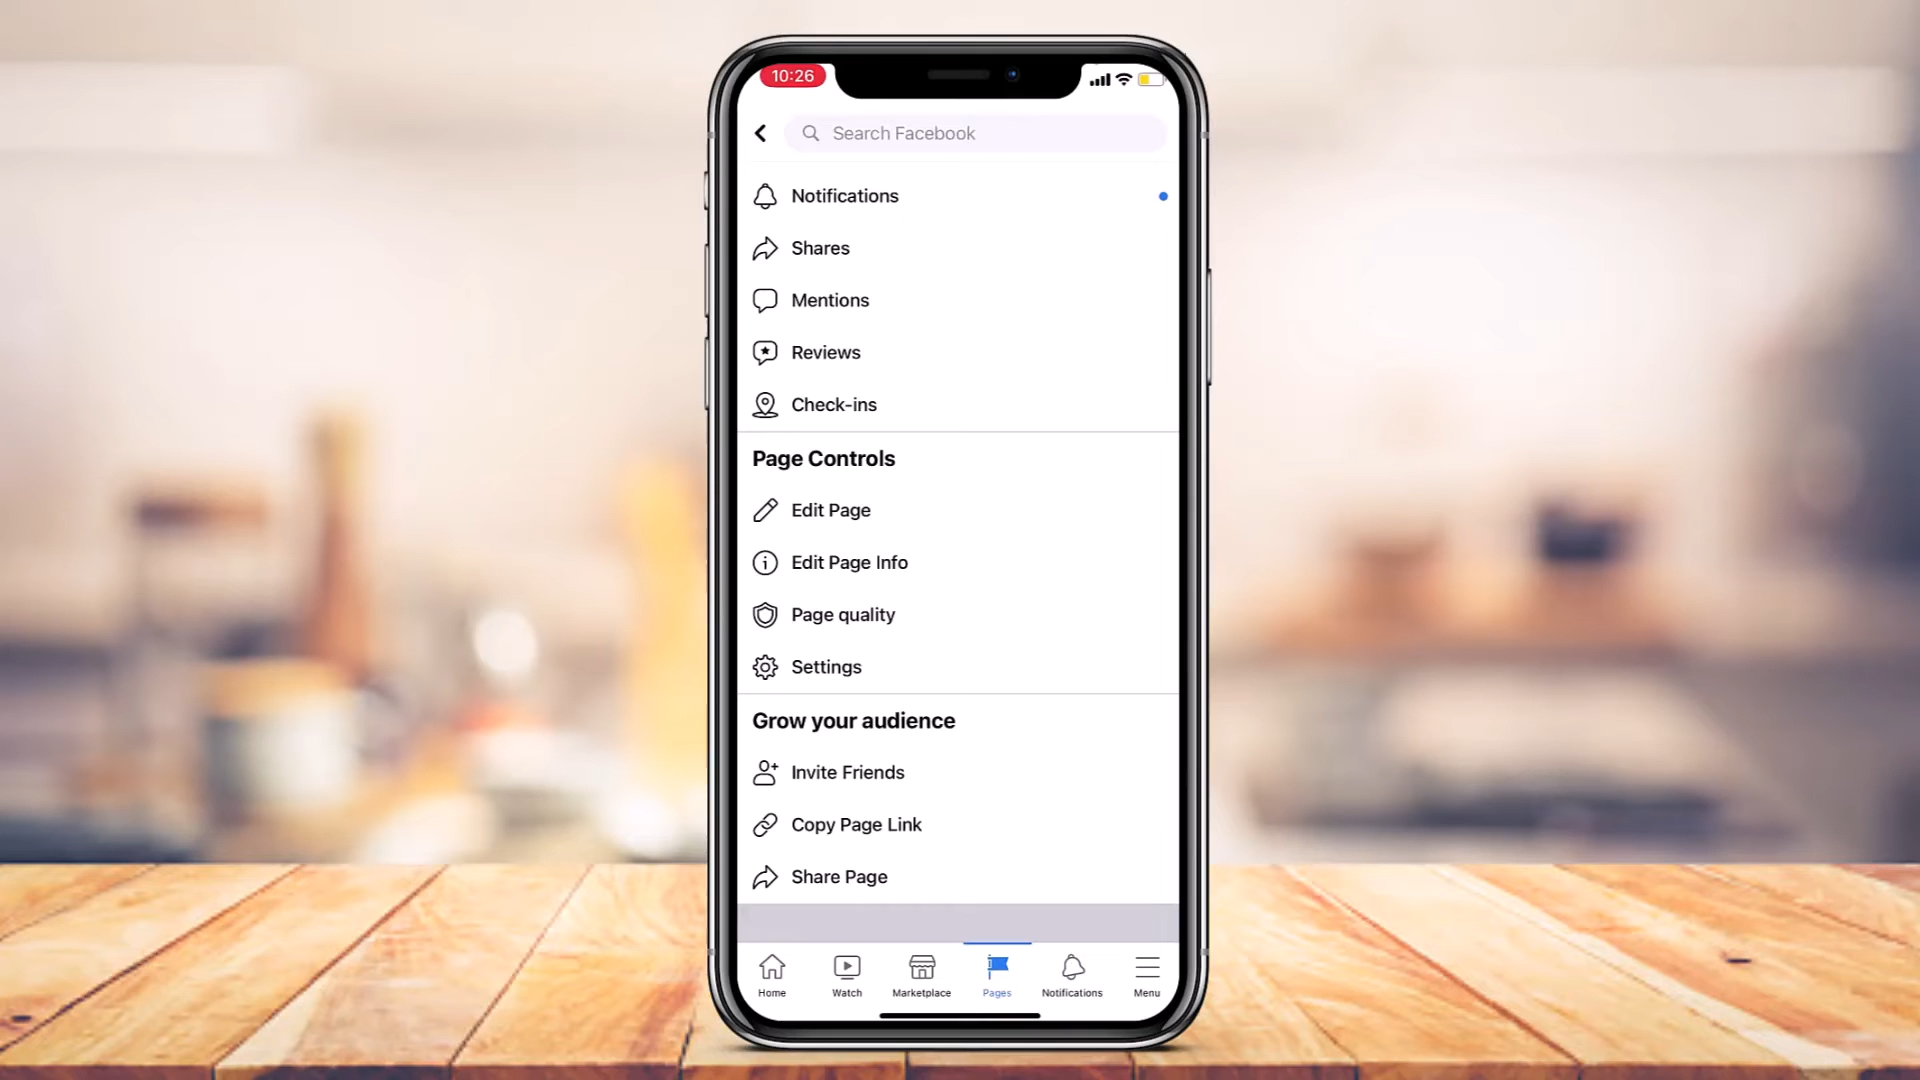 10:26
Search Facebook
Notifications
Shares
Mentions
Reviews
Check-ins
Page Controls
Edit Page
Edit Page Info
Page quality
Settings
Grow your audience
Invite Friends
Copy Page Link
Share Page
Home
Watch
Marketplace
Pages
Notifications
Menu